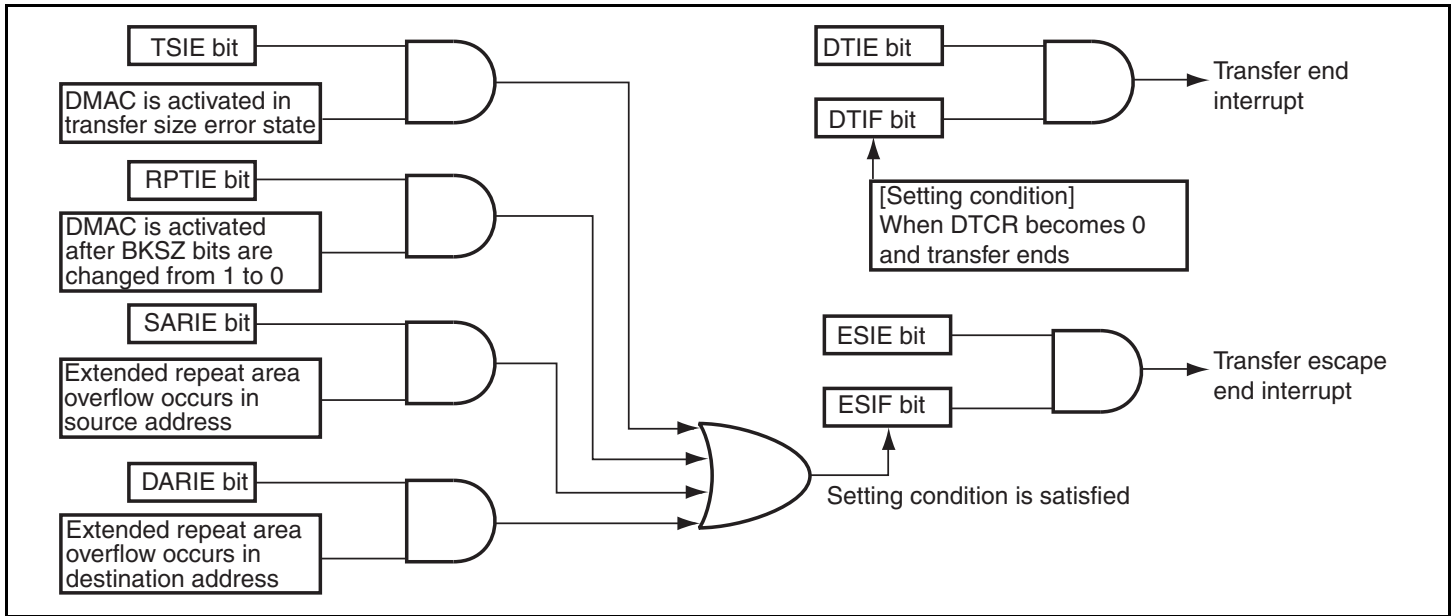 TSIE bit
DMAC is activated in
transfer size error state
RPTIE bit
DMAC is activated
after BKSZ bits are
changed from 1 to 0
SARIE bit
Extended repeat area
overflow occurs in
source address
DARIE bit
Extended repeat area
overflow occurs in
destination address
DTIE bit
DTIF bit
Transfer end
interrupt
[Setting condition]
When DTCR becomes 0
and transfer ends
ESIE bit
ESIF bit
Transfer escape
end interrupt
Setting condition is satisfied